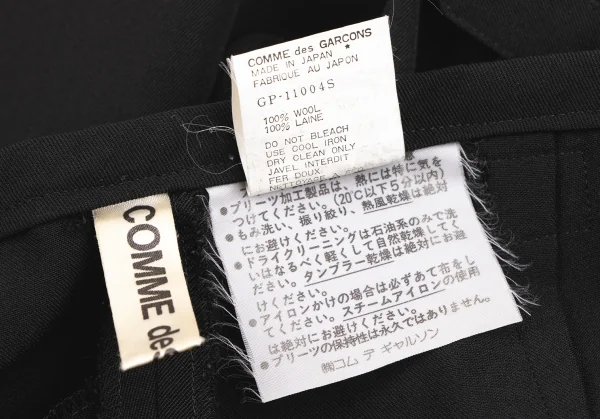 COMME des GARCONS
MADE IN JAPAN *
FABRIQUE AU JAPON
GP-11004S
100% WOOL
100% LAINE
DO NOT BLEACH
USE COOL IRON
DRY CLEAN ONLY
JAVEL INTERDIT
FER DOUX
NETTOYAGE A
●プリーツ加工製品は、熱には特に気を
つけてください。(20℃以下5分以内)
●もみ洗い、振り絞り、熱風乾燥は絶対
にお避けください。
●ドライクリーニングは石油系のみで洗
いはなるべく軽くして自然乾燥してく
ださい。タンブラー乾燥は絶対にお避
けください。
●アイロンかけの場合は必ずあて布をし
てください。スチームアイロンの使用
は絶対にお避けください。
●プリーツの保持性は永久ではありません。
㈱コム デ ギャルソン
COMME des